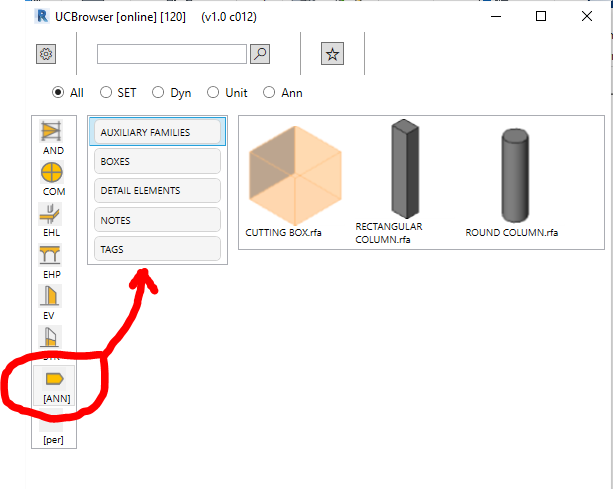 UCBrowser [online] [120] (v1.0 c012)
All SET Dyn Unit Ann
AND
COM
EHL
EHP
EV
[ANN]
[per]
AUXILIARY FAMILIES
BOXES
DETAIL ELEMENTS
NOTES
TAGS
CUTTING BOX.rfa
RECTANGULAR
COLUMN.rfa
ROUND COLUMN.rfa